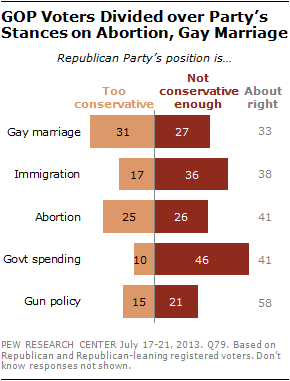 GOP Voters Divided over Party's
Stances on Abortion, Gay Marriage
Republican Party's position is…
Too conservative
Not conservative enough
About right
Gay marriage 31 27 33
Immigration 17 36 38
Abortion 25 26 41
Govt spending 10 46 41
Gun policy 15 21 58
PEW RESEARCH CENTER July 17-21, 2013. Q79. Based on
Republican and Republican-leaning registered voters. Don't
know responses not shown.